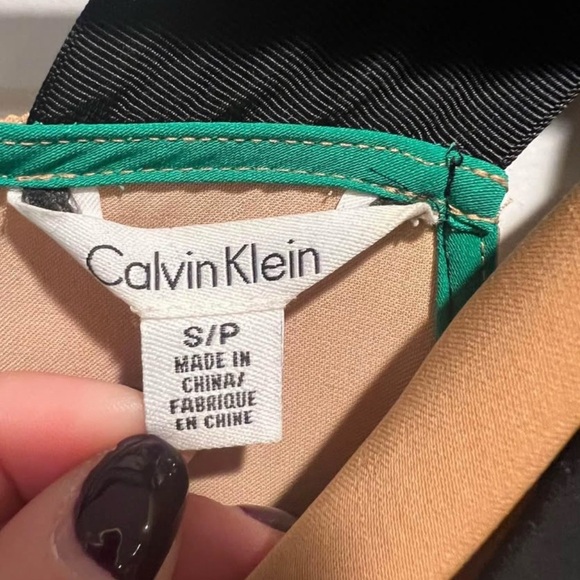 Calvin Klein
S/P
MADE IN
CHINA/
FABRIQUE
EN CHINE